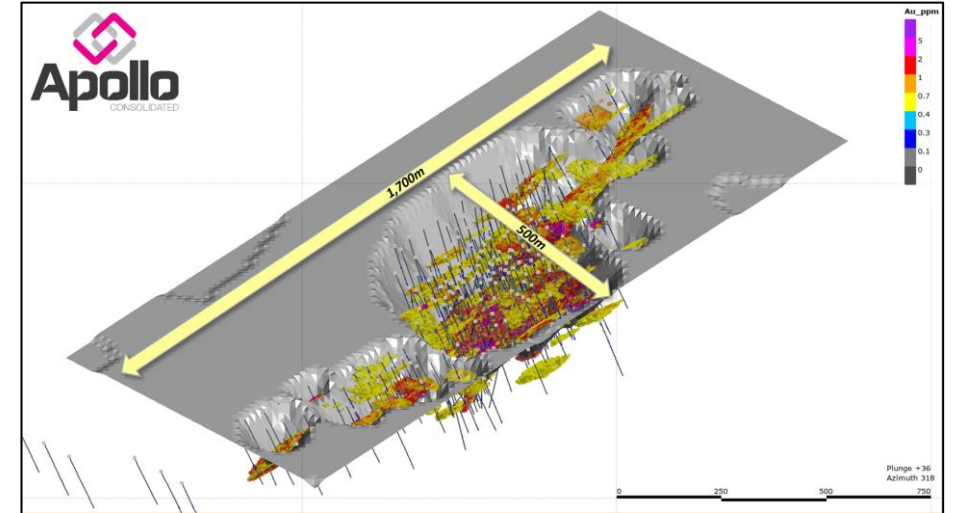 Au_ppm
Apollo
CONSOLIDATED
5
2
1
0.7
0.4
0.3
0.1
0
1,700m
500m
Plunge +36
Azimuth 318
0 250 500 750